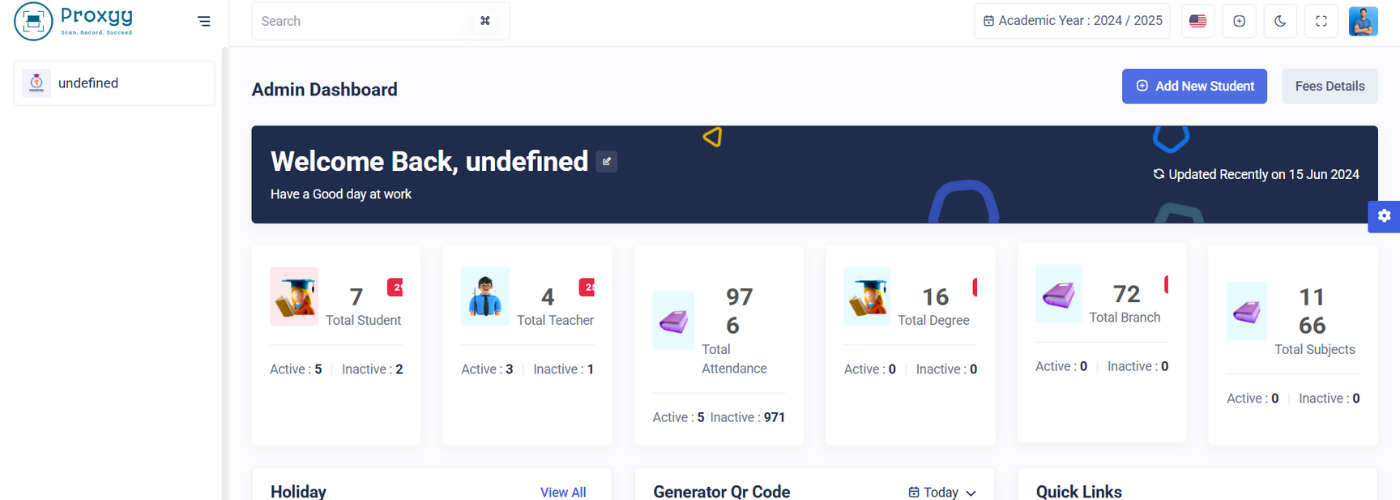 Proxyy
Scan. Record. Succeed
Search
⌘
Academic Year : 2024 / 2025
undefined
Admin Dashboard
Add New Student
Fees Details
Welcome Back, undefined
Have a Good day at work
Updated Recently on 15 Jun 2024
7
Total Student
Active : 5
Inactive : 2
4
Total Teacher
Active : 3
Inactive : 1
97
6
Total
Attendance
Active : 5
Inactive : 971
16
Total Degree
Active : 0
Inactive : 0
72
Total Branch
Active : 0
Inactive : 0
11
66
Total Subjects
Active : 0
Inactive : 0
Holiday
View All
Generator Qr Code
Today
Quick Links